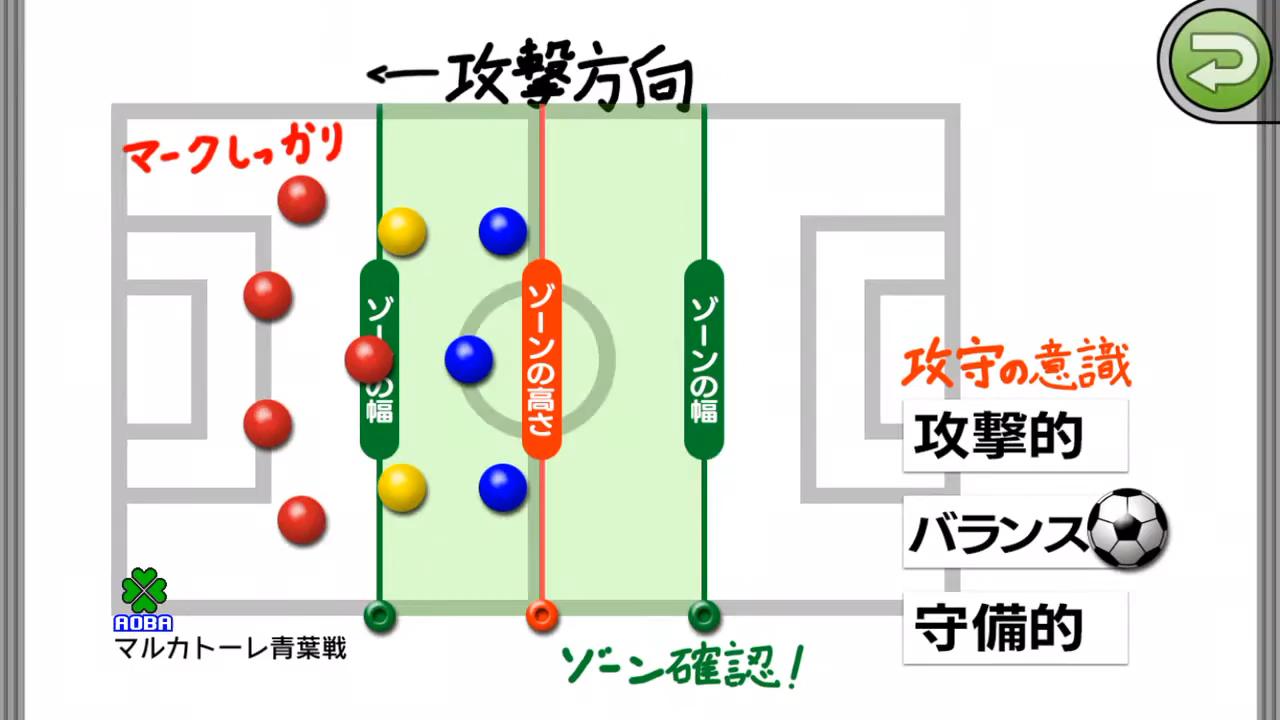 ←攻撃方向
マークしっかり
ゾーンの幅
ゾーンの高さ
ゾーンの幅
攻守の意識
攻撃的
バランス
守備的
AOBA
マルカトーレ青葉戦
ゾーン確認!